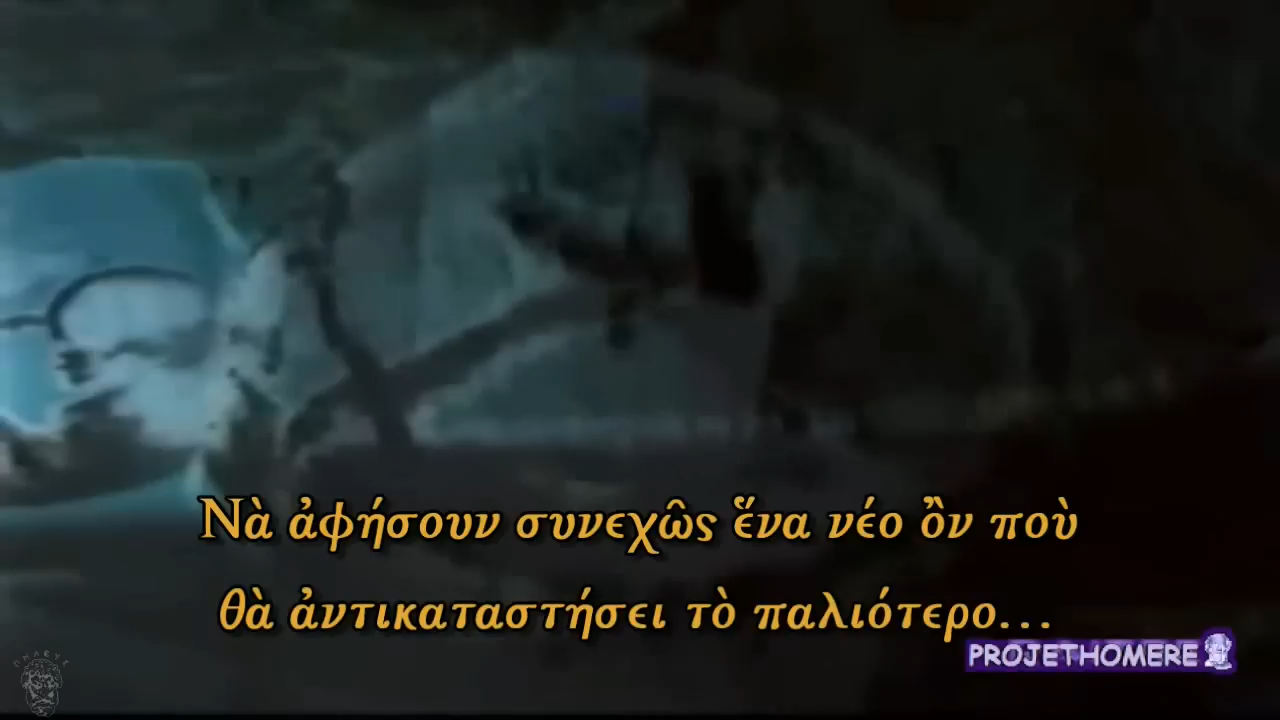 Νὰ ἀφήσουν συνεχῶς ἕνα νέο ὂν ποὺ
θὰ ἀντικαταστήσει τὸ παλιότερο...
PROJETHOMERE